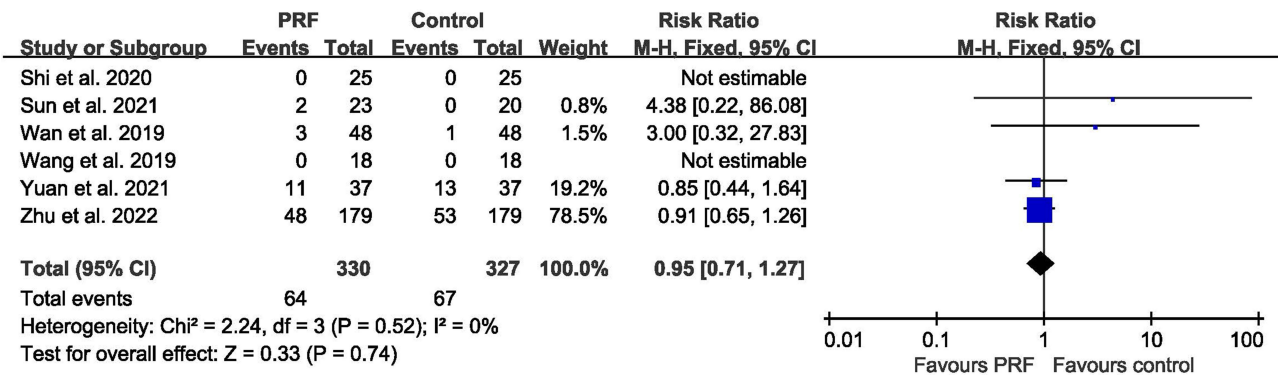 PRF Control Risk Ratio Risk Ratio
Study or Subgroup Events Total Events Total Weight M-H, Fixed, 95% CI M-H, Fixed, 95% CI
Shi et al. 2020 0 25 0 25 Not estimable
Sun et al. 2021 2 23 0 20 0.8% 4.38 [0.22, 86.08]
Wan et al. 2019 3 48 1 48 1.5% 3.00 [0.32, 27.83]
Wang et al. 2019 0 18 0 18 Not estimable
Yuan et al. 2021 11 37 13 37 19.2% 0.85 [0.44, 1.64]
Zhu et al. 2022 48 179 53 179 78.5% 0.91 [0.65, 1.26]
Total (95% CI) 330 327 100.0% 0.95 [0.71, 1.27]
Total events 64 67
Heterogeneity: Chi² = 2.24, df = 3 (P = 0.52); I² = 0%
Test for overall effect: Z = 0.33 (P = 0.74)
0.01 0.1 1 10 100
Favours PRF Favours control